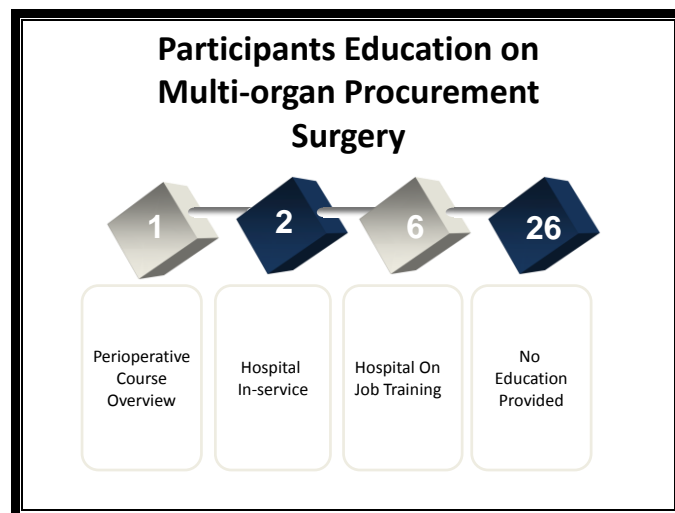 Participants Education on
Multi-organ Procurement
Surgery
1
2
6
26
Perioperative
Course
Overview
Hospital
In-service
Hospital On
Job Training
No
Education
Provided